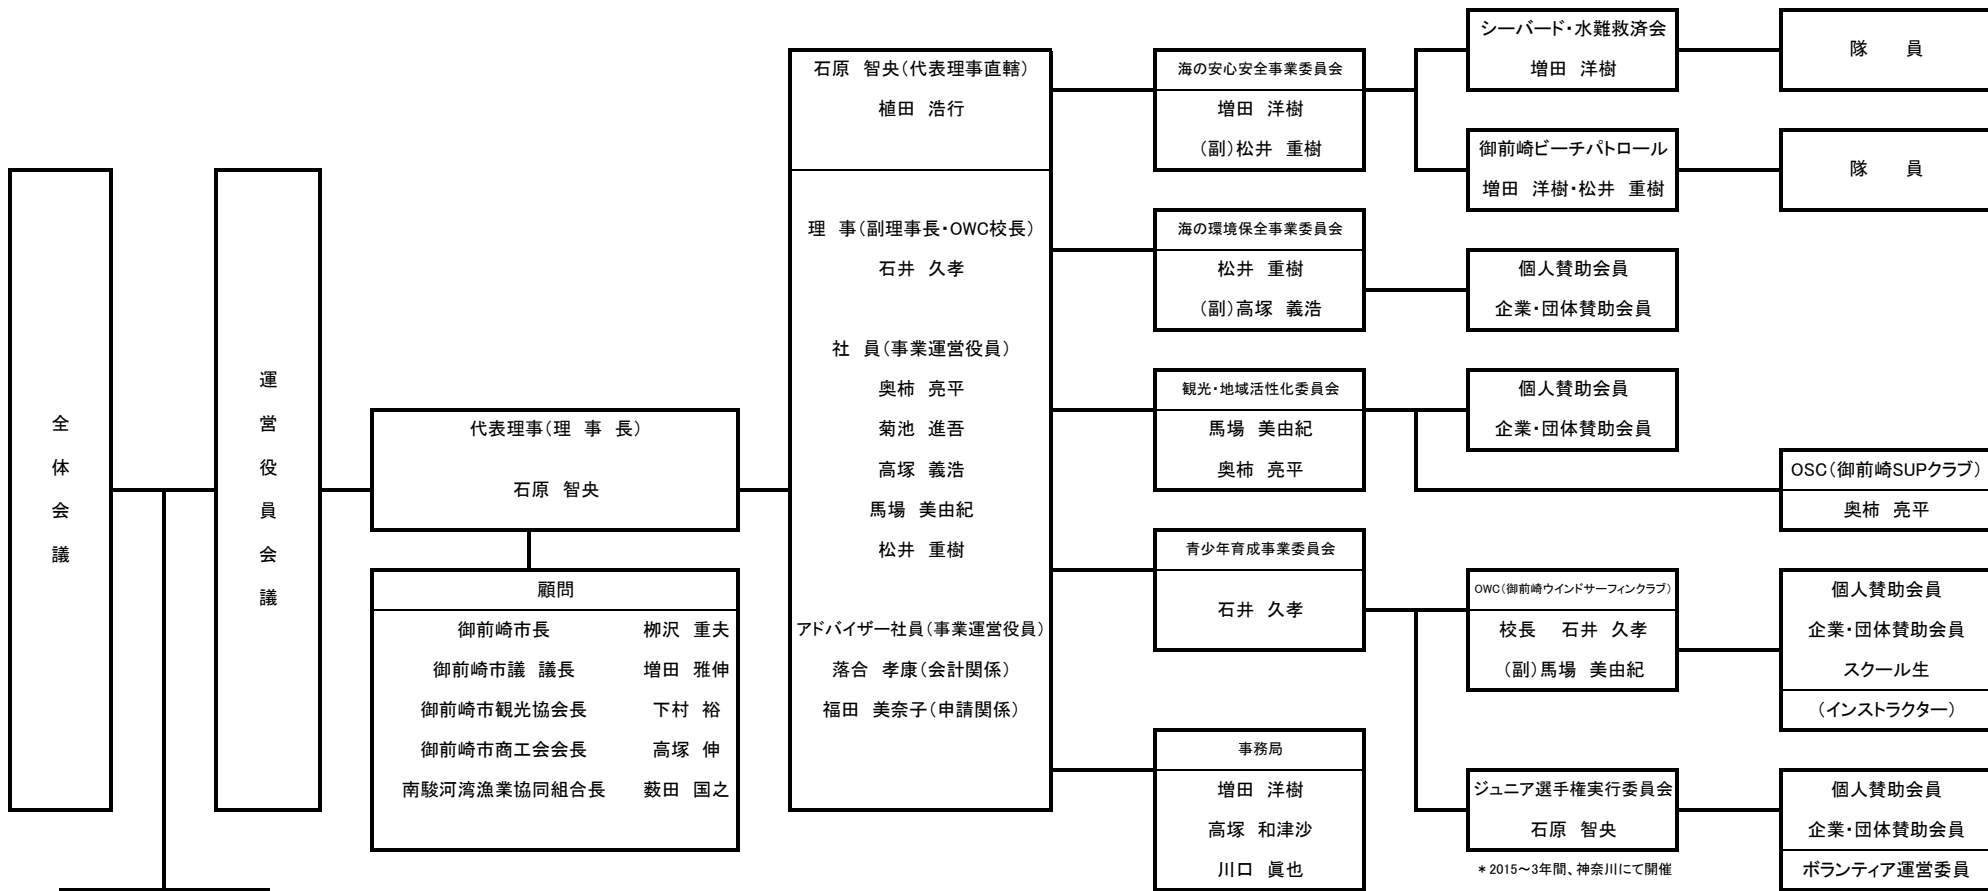 全体会議
運営役員会議
代表理事（理　事　長）
石原　智央
顧問
御前崎市長　栁沢　重夫
御前崎市議　議長　増田　雅伸
御前崎市観光協会長　下村　裕
御前崎市商工会会長　高塚　伸
南駿河湾漁業協同組合長　薮田　国之
石原　智央（代表理事直轄）
植田　浩行
理　事（副理事長・OWC校長）
石井　久孝
社　員（事業運営役員）
奥柿　亮平
菊池　進吾
高塚　義浩
馬場　美由紀
松井　重樹
アドバイザー社員（事業運営役員）
落合　孝康（会計関係）
福田　美奈子（申請関係）
海の安心安全事業委員会
増田　洋樹
（副）松井　重樹
海の環境保全事業委員会
松井　重樹
（副）高塚　義浩
観光・地域活性化委員会
馬場　美由紀
奥柿　亮平
青少年育成事業委員会
石井　久孝
事務局
増田　洋樹
高塚　和津沙
川口　眞也
シーバード・水難救済会
増田　洋樹
御前崎ビーチパトロール
増田　洋樹・松井　重樹
個人賛助会員
企業・団体賛助会員
個人賛助会員
企業・団体賛助会員
OWC（御前崎ウインドサーフィンクラブ）
校長　石井　久孝
（副）馬場　美由紀
ジュニア選手権実行委員会
石原　智央
＊2015～3年間、神奈川にて開催
隊　　員
隊　　員
OSC（御前崎SUPクラブ）
奥柿　亮平
個人賛助会員
企業・団体賛助会員
スクール生
（インストラクター）
個人賛助会員
企業・団体賛助会員
ボランティア運営委員